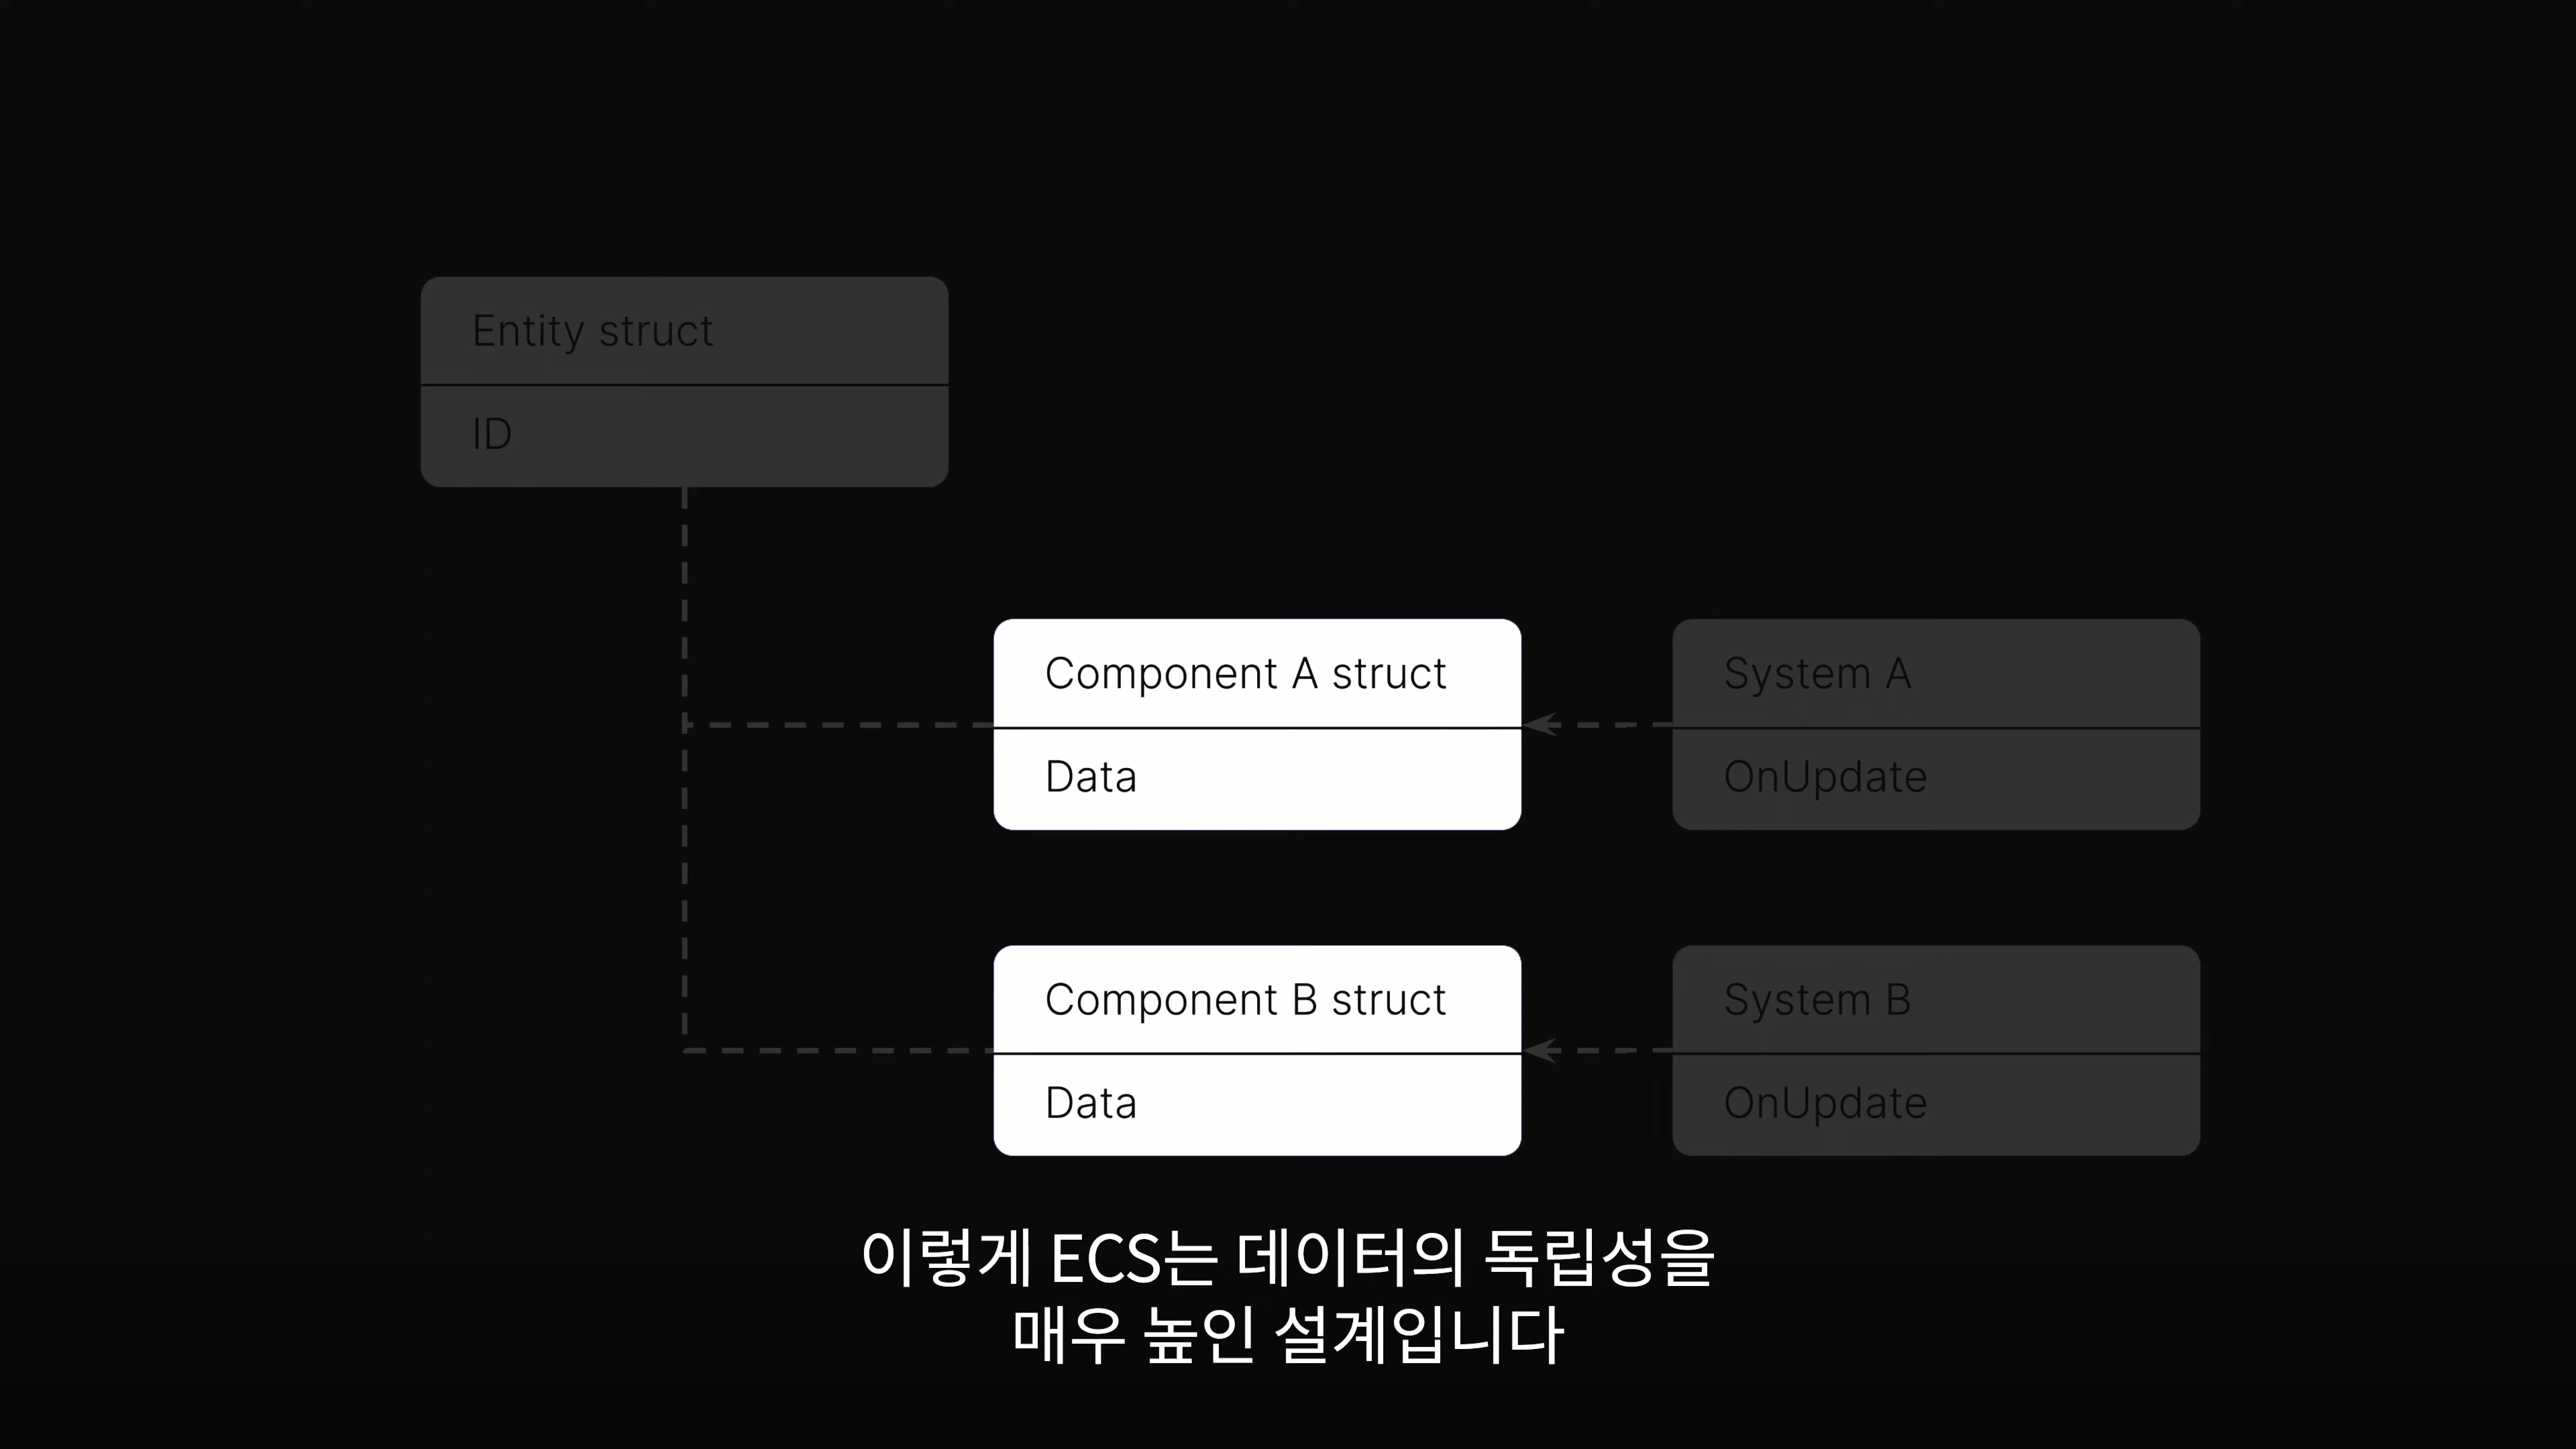 Entity struct
ID
Component A struct
Data
System A
OnUpdate
Component B struct
Data
System B
OnUpdate
이렇게 ECS는 데이터의 독립성을
매우 높인 설계입니다